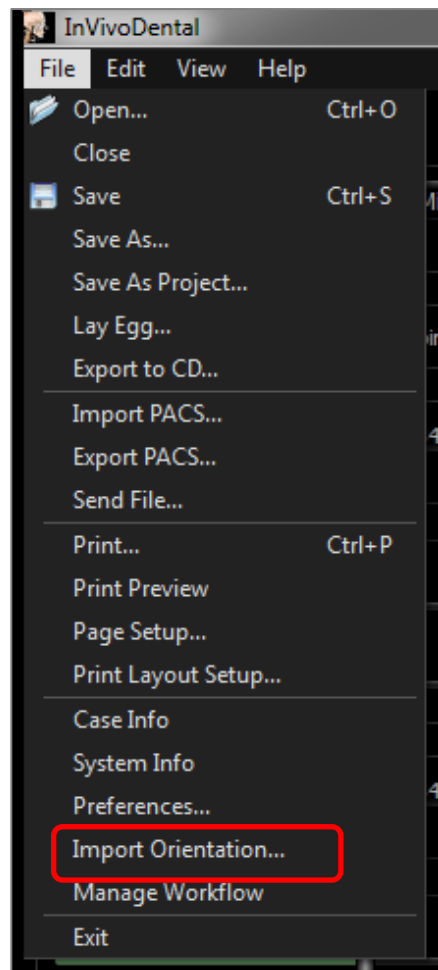 InVivoDental
File Edit View Help
Open... Ctrl+O
Close
Save Ctrl+S
Save As...
Save As Project...
Lay Egg...
Export to CD...
Import PACS...
Export PACS...
Send File...
Print... Ctrl+P
Print Preview
Page Setup...
Print Layout Setup...
Case Info
System Info
Preferences...
Import Orientation...
Manage Workflow
Exit